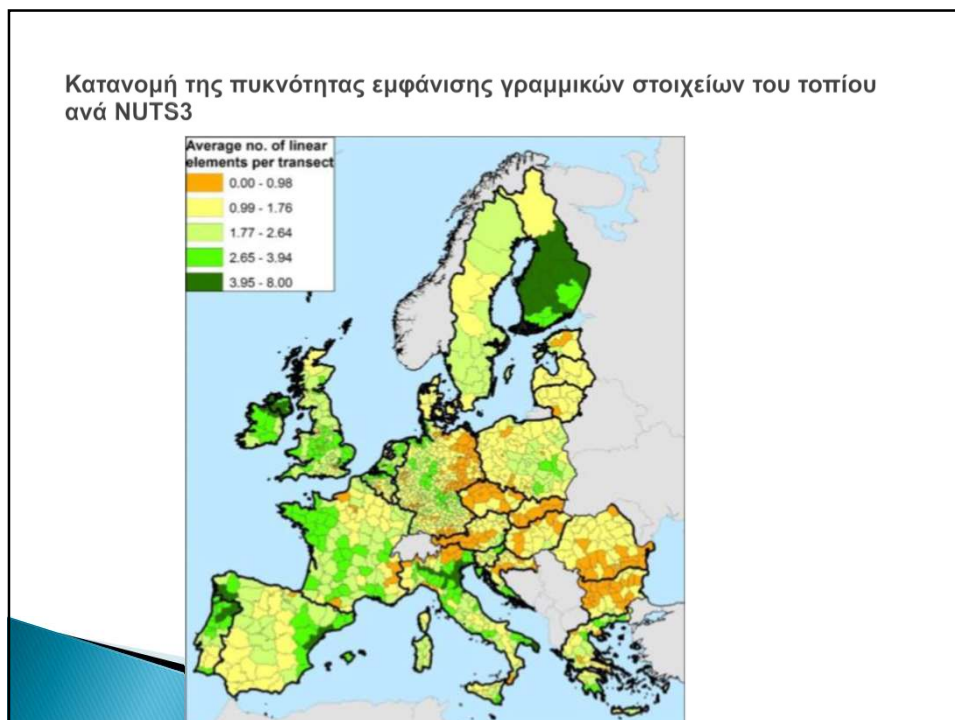 Κατανομή της πυκνότητας εμφάνισης γραμμικών στοιχείων του τοπίου
ανά NUTS3
Average no. of linear
elements per transect
0.00 - 0.98
0.99 - 1.76
1.77 - 2.64
2.65 - 3.94
3.95 - 8.00